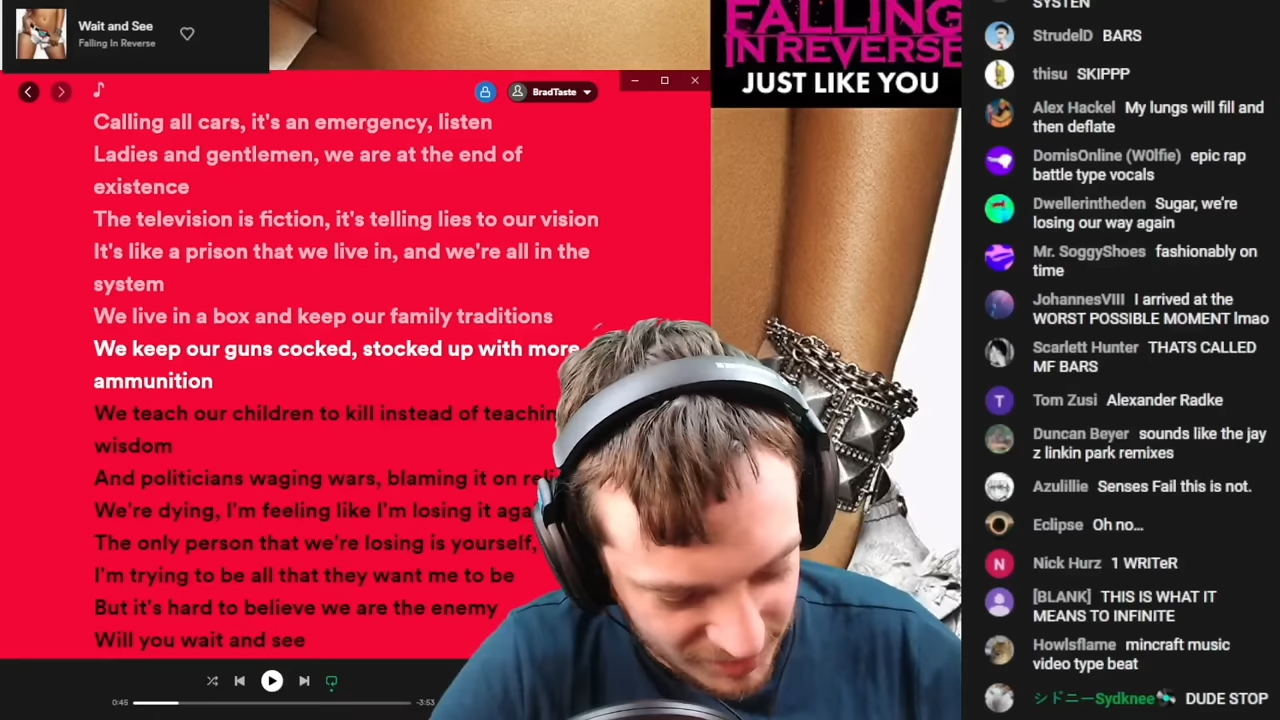 Wait and See
Falling In Reverse
BradTaste
Calling all cars, it's an emergency, listen
Ladies and gentlemen, we are at the end of
existence
The television is fiction, it's telling lies to our vision
It's like a prison that we live in, and we're all in the
system
We live in a box and keep our family traditions
We keep our guns cocked, stocked up with more
ammunition
We teach our children to kill instead of
wisdom
And politicians waging wars, blaming it on
We're dying, I'm feeling like I'm losing it
The only person that we're losing is yourself,
I'm trying to be all that they want me to be
But it's hard to believe we are the enemy
Will you wait and see
0:45
-3:53
FALLING
IN REVERSE
JUST LIKE YOU
SYSTEN
StrudelD BARS
thisu SKIPPP
Alex Hackel My lungs will fill and
then deflate
DomisOnline (W0lfie) epic rap
battle type vocals
Dwellerintheden Sugar, we're
losing our way again
Mr. SoggyShoes fashionably on
time
JohannesVIII I arrived at the
WORST POSSIBLE MOMENT lmao
Scarlett Hunter THATS CALLED
MF BARS
T
Tom Zusi Alexander Radke
Duncan Beyer sounds like the jay
z linkin park remixes
Azulillie Senses Fail this is not.
Eclipse Oh no...
N
Nick Hurz 1 WRITeR
[BLANK] THIS IS WHAT IT
MEANS TO INFINITE
Howlsflame mincraft music
video type beat
シドニーSydknee DUDE STOP